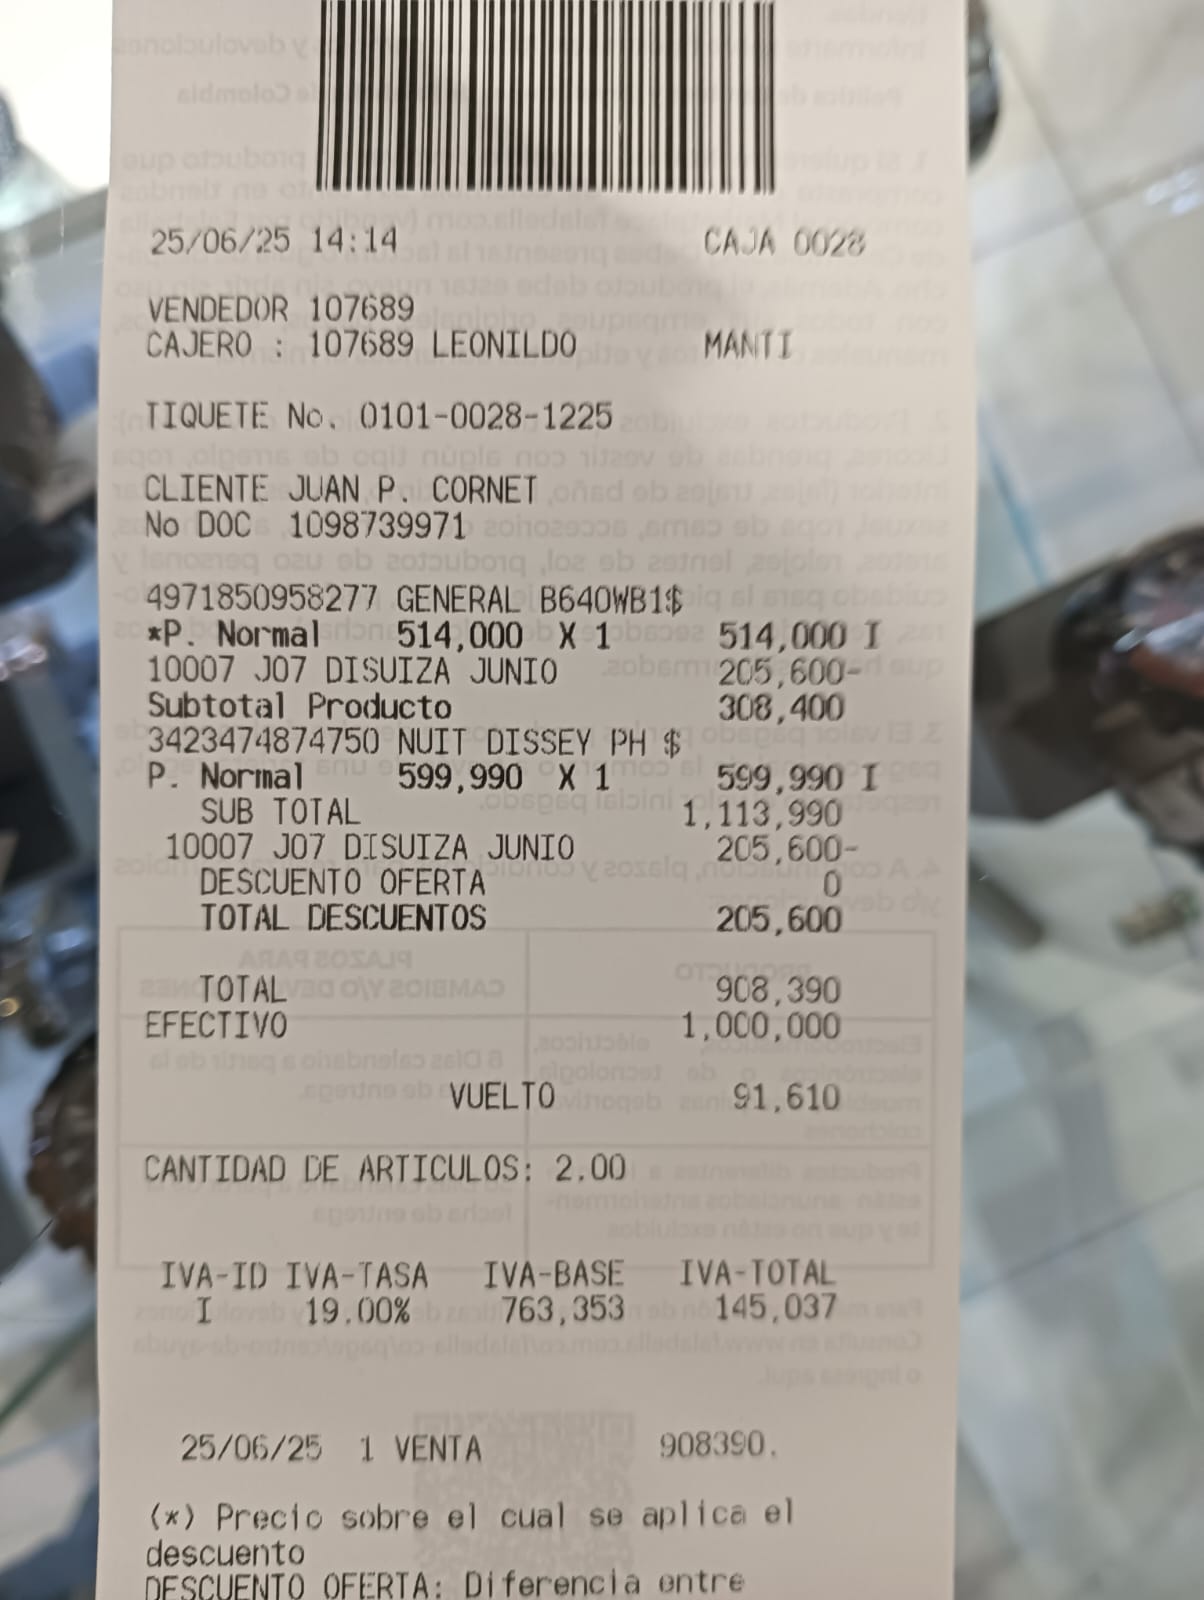 25/06/25 14:14 CAJA 0028
VENDEDOR 107689
CAJERO : 107689 LEONILDO MANTI
TIQUETE No. 0101-0028-1225
CLIENTE JUAN P. CORNET
No DOC 1098739971
4971850958277 GENERAL B640WB1$
*P. Normal 514,000 X 1 514,000 I
10007 J07 DISUIZA JUNIO 205,600-
Subtotal Producto 308,400
3423474874750 NUIT DISSEY PH $
P. Normal 599,990 X 1 599,990 I
SUB TOTAL 1,113,990
10007 J07 DISUIZA JUNIO 205,600-
DESCUENTO OFERTA 0
TOTAL DESCUENTOS 205,600
TOTAL 908,390
EFECTIVO 1,000,000
VUELTO 91,610
CANTIDAD DE ARTICULOS: 2.00
IVA-ID IVA-TASA IVA-BASE IVA-TOTAL
I 19.00% 763,353 145,037
25/06/25 1 VENTA 908390.
(*) Precio sobre el cual se aplica el
descuento
DESCUENTO OFERTA: Diferencia entre